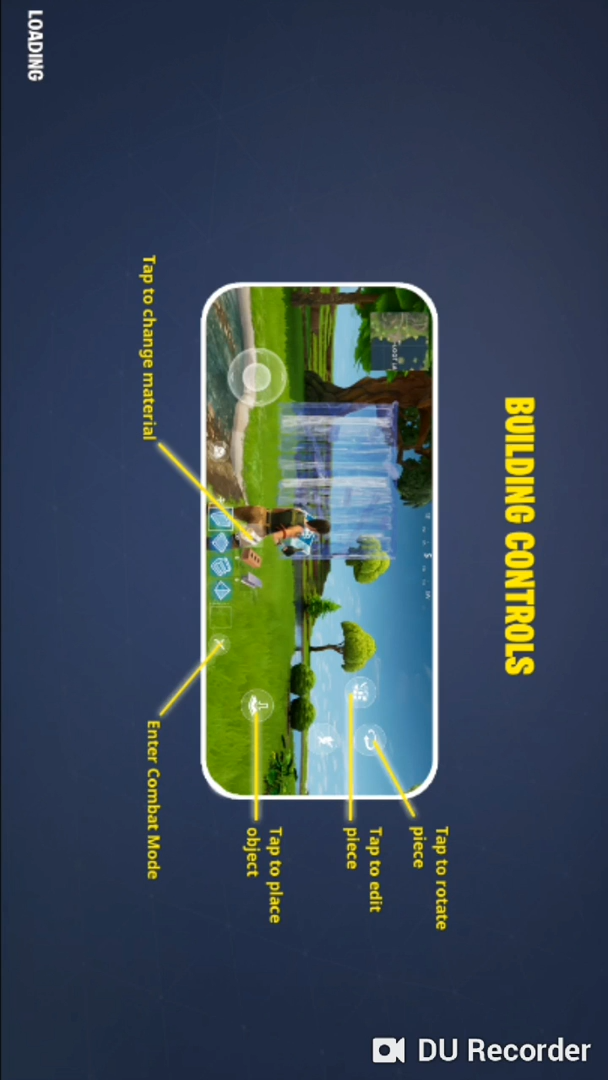 BUILDING CONTROLS
Tap to rotate
piece
Tap to edit
piece
Tap to place
object
Tap to change material
Enter Combat Mode
LOADING
DU Recorder